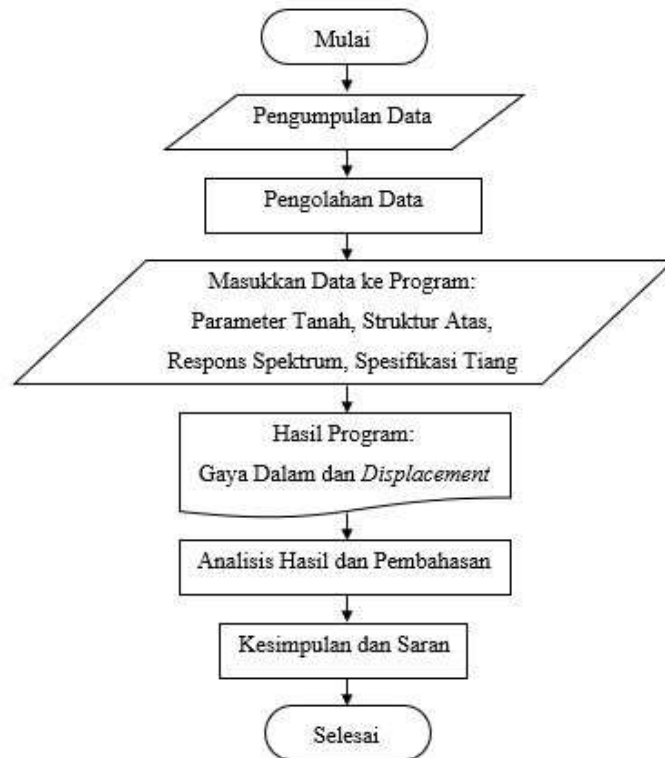 Mulai
Pengumpulan Data
Pengolahan Data
Masukkan Data ke Program:
Parameter Tanah, Struktur Atas,
Respons Spektrum, Spesifikasi Tiang
Hasil Program:
Gaya Dalam dan Displacement
Analisis Hasil dan Pembahasan
Kesimpulan dan Saran
Selesai